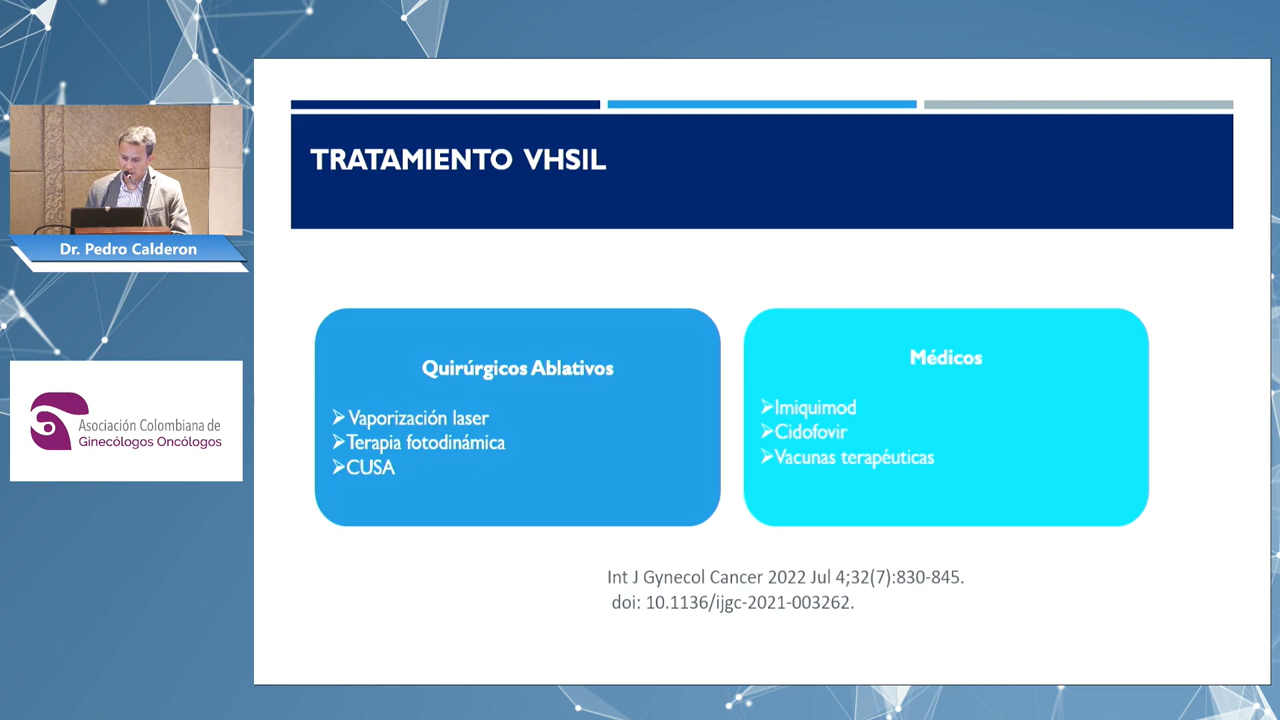 TRATAMIENTO VHSIL
Dr. Pedro Calderon
Asociación Colombiana de
Ginecólogos Oncólogos
Quirúrgicos Ablativos
➢Vaporización laser
➢Terapia fotodinámica
➢CUSA
Médicos
➢Imiquimod
➢Cidofovir
➢Vacunas terapéuticas
Int J Gynecol Cancer 2022 Jul 4;32(7):830-845.
doi: 10.1136/ijgc-2021-003262.